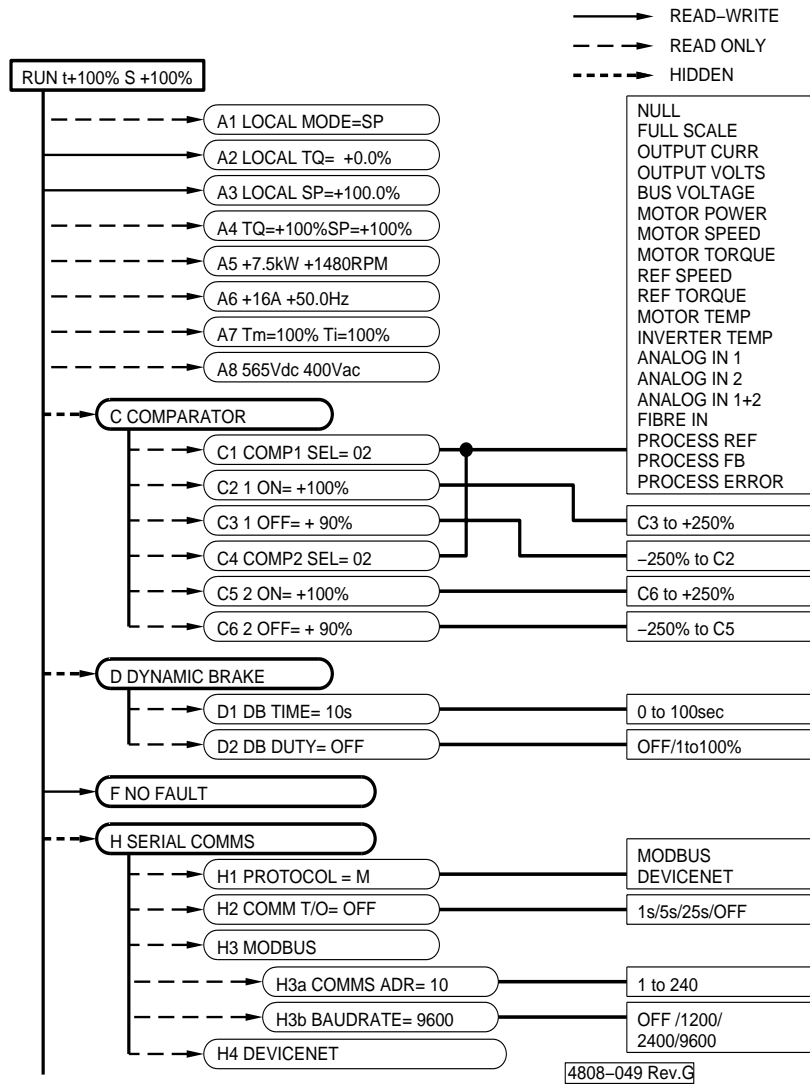 READ–WRITE
READ ONLY
HIDDEN
RUN t+100% S +100%
A1 LOCAL MODE=SP
A2 LOCAL TQ= +0.0%
A3 LOCAL SP=+100.0%
A4 TQ=+100%SP=+100%
A5 +7.5kW +1480RPM
A6 +16A +50.0Hz
A7 Tm=100% Ti=100%
A8 565Vdc 400Vac
NULL
FULL SCALE
OUTPUT CURR
OUTPUT VOLTS
BUS VOLTAGE
MOTOR POWER
MOTOR SPEED
MOTOR TORQUE
REF SPEED
REF TORQUE
MOTOR TEMP
INVERTER TEMP
ANALOG IN 1
ANALOG IN 2
ANALOG IN 1+2
FIBRE IN
PROCESS REF
PROCESS FB
PROCESS ERROR
C COMPARATOR
C1 COMP1 SEL= 02
C2 1 ON= +100%
C3 to +250%
C3 1 OFF= + 90%
–250% to C2
C4 COMP2 SEL= 02
C5 2 ON= +100%
C6 to +250%
C6 2 OFF= + 90%
–250% to C5
D DYNAMIC BRAKE
D1 DB TIME= 10s
0 to 100sec
D2 DB DUTY= OFF
OFF/1to100%
F NO FAULT
H SERIAL COMMS
H1 PROTOCOL = M
MODBUS
DEVICENET
H2 COMM T/O= OFF
1s/5s/25s/OFF
H3 MODBUS
H3a COMMS ADR= 10
1 to 240
H3b BAUDRATE= 9600
OFF /1200/
2400/9600
H4 DEVICENET
4808–049 Rev.G